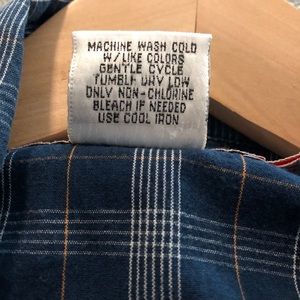 MACHINE WASH COLD
W/LIKE COLORS
GENTLE CYCLE
TUMBLE DRY LOW
ONLY NON-CHLORINE
BLEACH IF NEEDED
USE COOL IRON